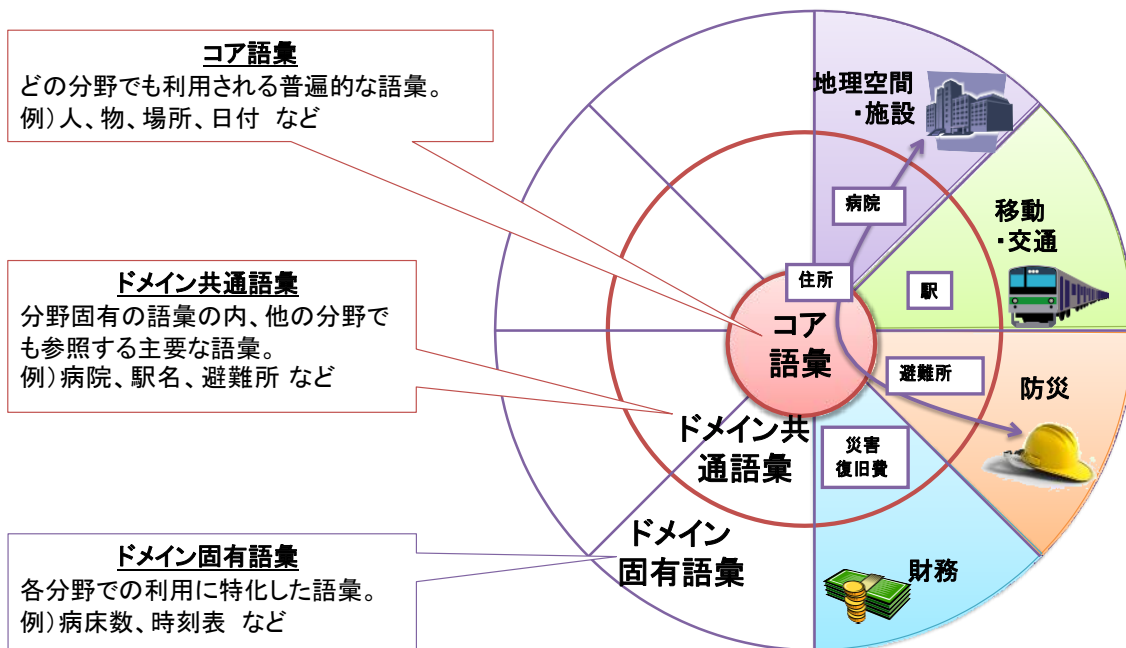 コア語彙
どの分野でも利用される普遍的な語彙。
例）人、物、場所、日付 など
ドメイン共通語彙
分野固有の語彙の内、他の分野で
も参照する主要な語彙。
例）病院、駅名、避難所 など
ドメイン固有語彙
各分野での利用に特化した語彙。
例）病床数、時刻表 など
地理空間
・施設
病院
移動
・交通
住所
駅
コア
語彙
避難所
防災
ドメイン共
通語彙
災害
復旧費
ドメイン
固有語彙
財務